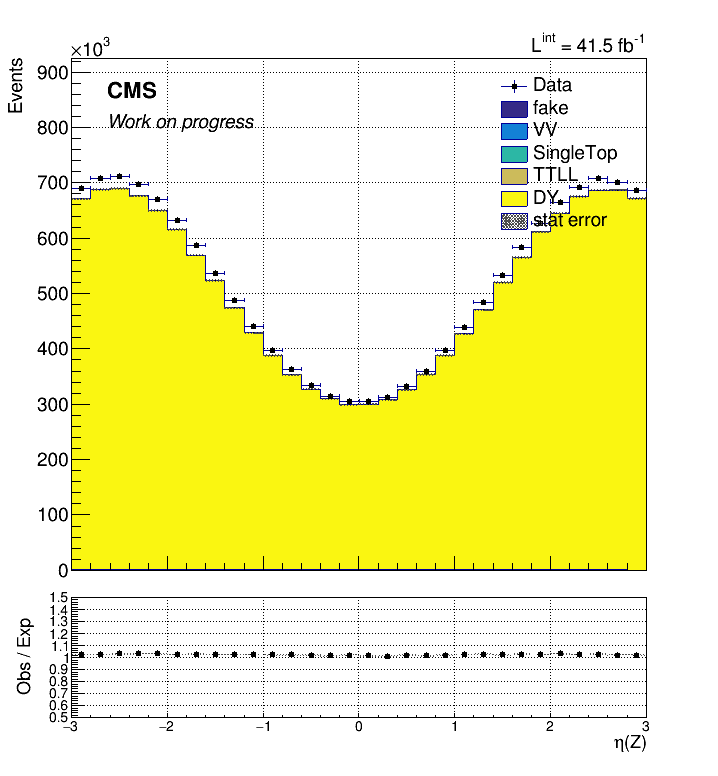 ×10³
L^int = 41.5 fb⁻¹
Events
900
800
700
600
500
400
300
200
100
0
CMS
Work on progress
Data
fake
VV
SingleTop
TTLL
DY
stat error
Obs / Exp
1.5
1.4
1.3
1.2
1.1
1
0.9
0.8
0.7
0.6
0.5
−3 −2 −1 0 1 2 3
η(Z)